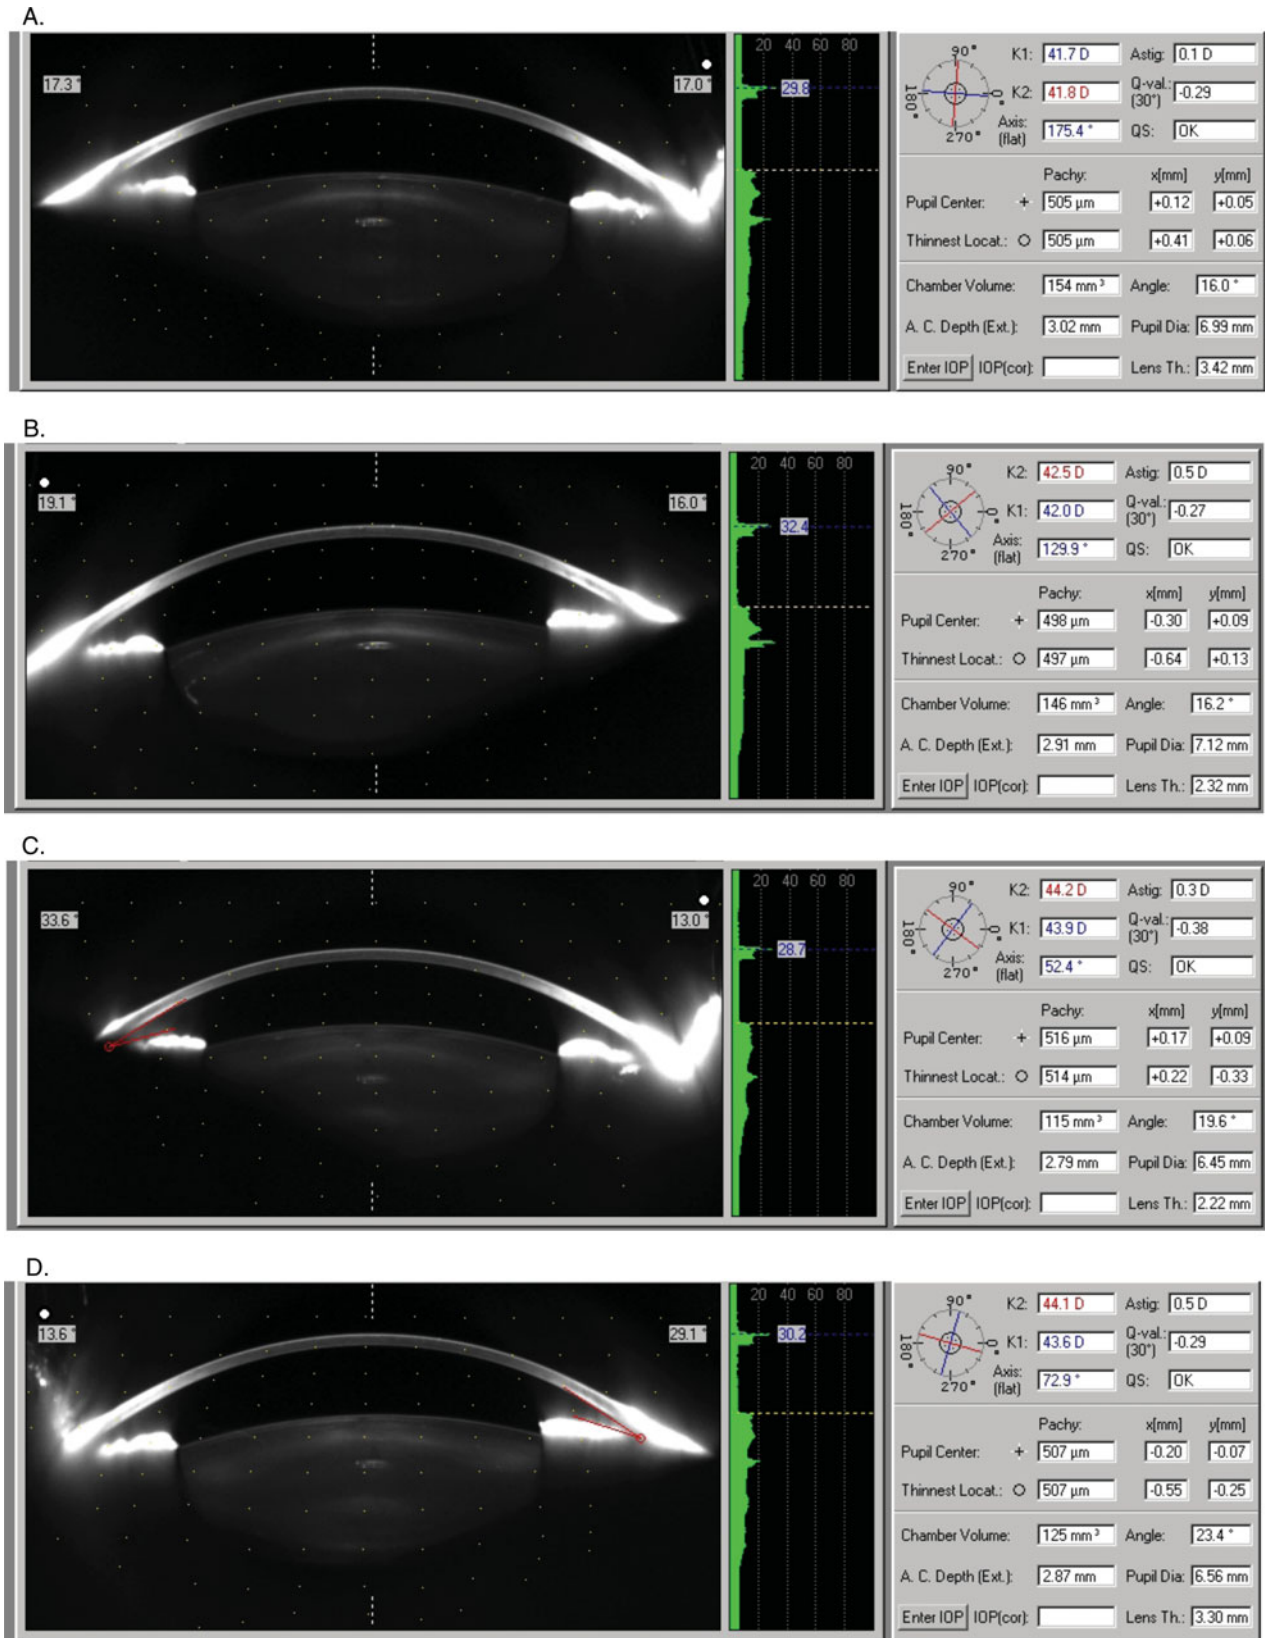 A.
17.3 °
17.0 °
20 40 60 80
29.8
90°
180°
0°
270°
K1: 41.7 D Astig: 0.1 D
K2: 41.8 D Q-val.: (30°) -0.29
Axis: (flat) 175.4 ° QS: OK
Pachy: x[mm] y[mm]
Pupil Center: + 505 µm +0.12 +0.05
Thinnest Locat.: O 505 µm +0.41 +0.06
Chamber Volume: 154 mm³ Angle: 16.0 °
A. C. Depth (Ext.): 3.02 mm Pupil Dia: 6.99 mm
Enter IOP IOP(cor): Lens Th.: 3.42 mm
B.
19.1 °
16.0 °
20 40 60 80
32.4
90°
180°
0°
270°
K2: 42.5 D Astig: 0.5 D
K1: 42.0 D Q-val.: (30°) -0.27
Axis: (flat) 129.9 ° QS: OK
Pachy: x[mm] y[mm]
Pupil Center: + 498 µm -0.30 +0.09
Thinnest Locat.: O 497 µm -0.64 +0.13
Chamber Volume: 146 mm³ Angle: 16.2 °
A. C. Depth (Ext.): 2.91 mm Pupil Dia: 7.12 mm
Enter IOP IOP(cor): Lens Th.: 2.32 mm
C.
33.6 °
13.0 °
20 40 60 80
28.7
90°
180°
0°
270°
K2: 44.2 D Astig: 0.3 D
K1: 43.9 D Q-val.: (30°) -0.38
Axis: (flat) 52.4 ° QS: OK
Pachy: x[mm] y[mm]
Pupil Center: + 516 µm +0.17 +0.09
Thinnest Locat.: O 514 µm +0.22 -0.33
Chamber Volume: 115 mm³ Angle: 19.6 °
A. C. Depth (Ext.): 2.79 mm Pupil Dia: 6.45 mm
Enter IOP IOP(cor): Lens Th.: 2.22 mm
D.
13.6 °
29.1 °
20 40 60 80
30.2
90°
180°
0°
270°
K2: 44.1 D Astig: 0.5 D
K1: 43.6 D Q-val.: (30°) -0.29
Axis: (flat) 72.9 ° QS: OK
Pachy: x[mm] y[mm]
Pupil Center: + 507 µm -0.20 -0.07
Thinnest Locat.: O 507 µm -0.55 -0.25
Chamber Volume: 125 mm³ Angle: 23.4 °
A. C. Depth (Ext.): 2.87 mm Pupil Dia: 6.56 mm
Enter IOP IOP(cor): Lens Th.: 3.30 mm